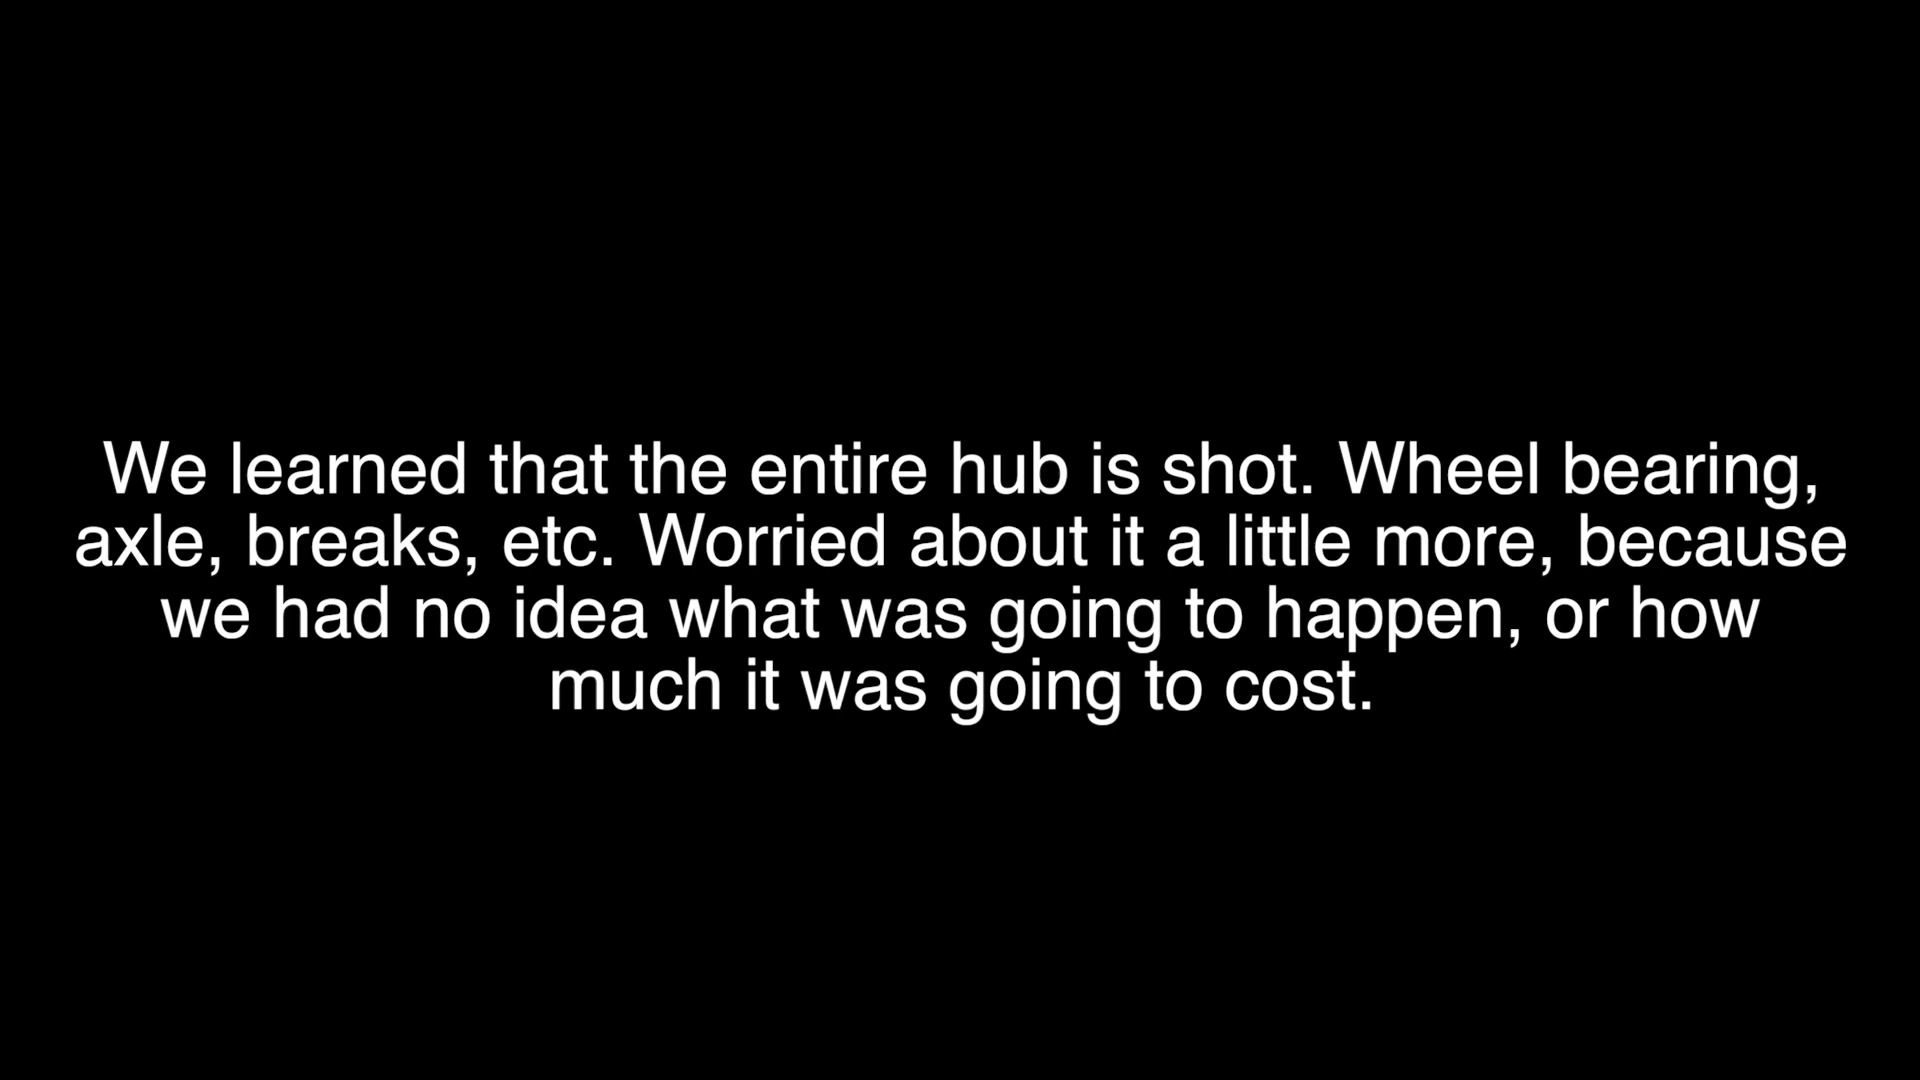 We learned that the entire hub is shot. Wheel bearing,
axle, breaks, etc. Worried about it a little more, because
we had no idea what was going to happen, or how
much it was going to cost.